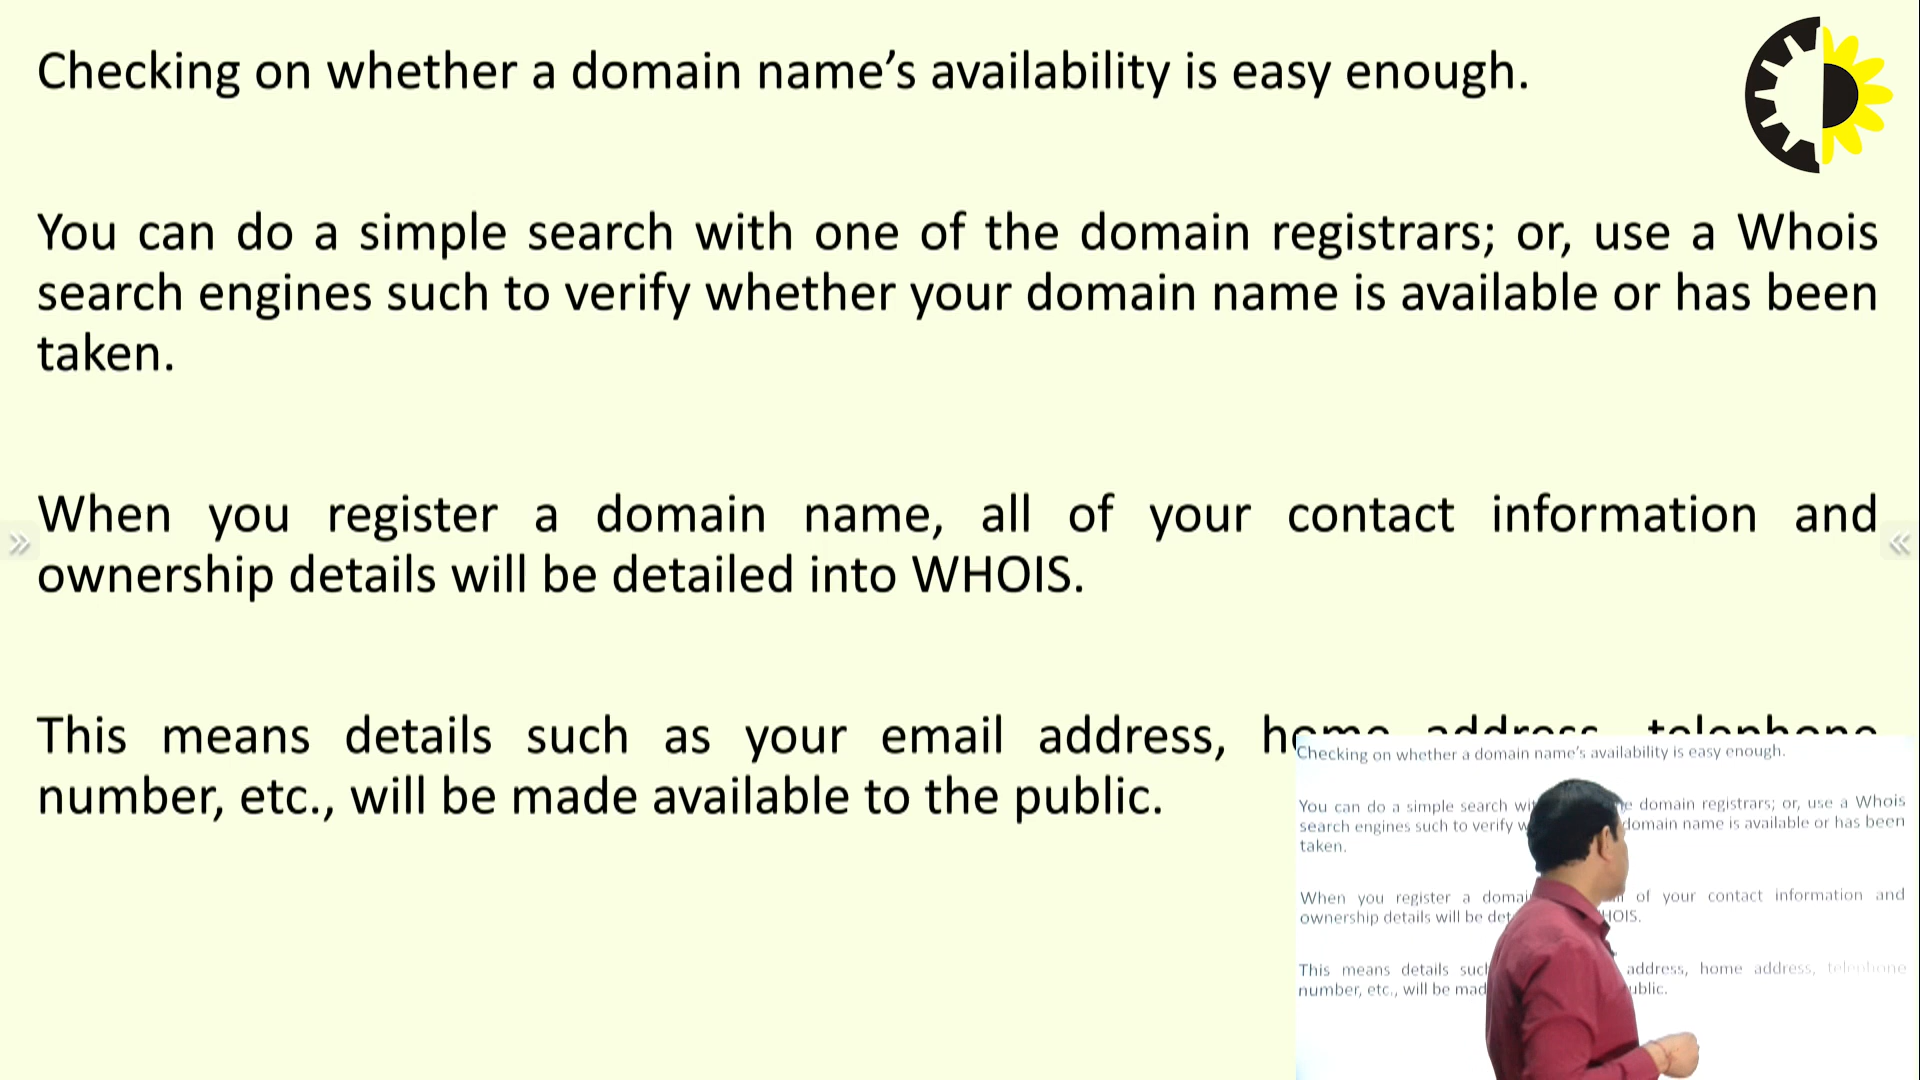 Checking on whether a domain name’s availability is easy enough.
You can do a simple search with one of the domain registrars; or, use a Whois
search engines such to verify whether your domain name is available or has been
taken.
When you register a domain name, all of your contact information and
ownership details will be detailed into WHOIS.
This means details such as your email address, home address, telephone
number, etc., will be made available to the public.
Checking on whether a domain name’s availability is easy enough.
You can do a simple search domain registrars; or, use a Whois
search engines such to verify domain name is available or has been
taken.
When you register a of your contact information and
ownership details will be
This means details address, home address, telephone
number, etc., will be